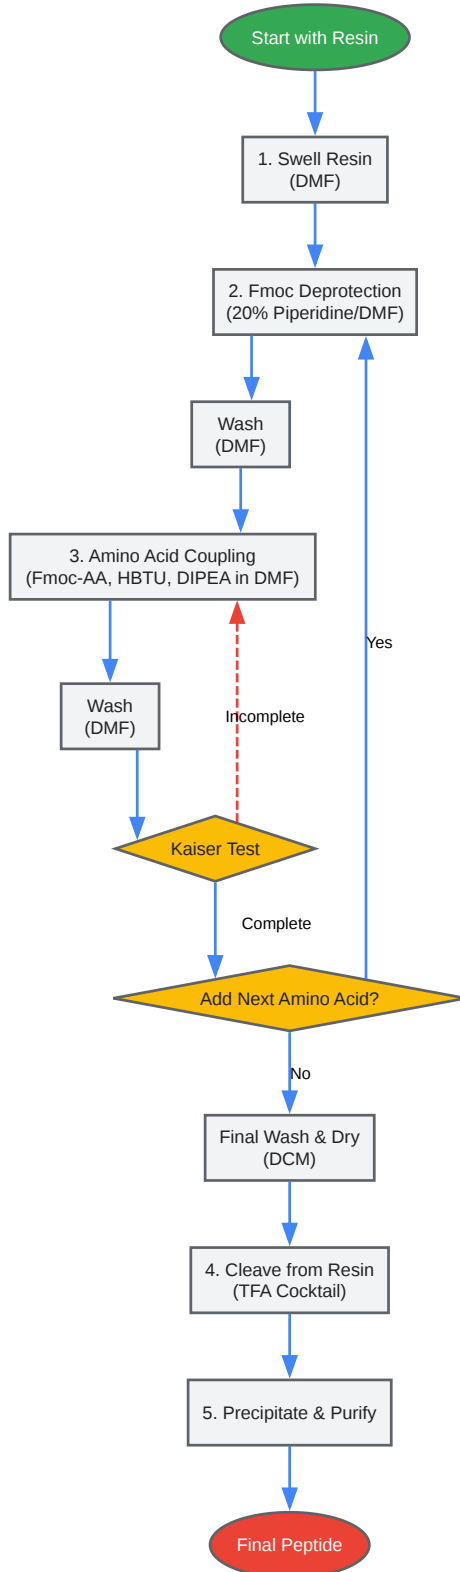 Start with Resin
1. Swell Resin
(DMF)
2. Fmoc Deprotection
(20% Piperidine/DMF)
Wash
(DMF)
3. Amino Acid Coupling
(Fmoc-AA, HBTU, DIPEA in DMF)
Yes
Wash
(DMF)
Incomplete
Kaiser Test
Complete
Add Next Amino Acid?
No
Final Wash & Dry
(DCM)
4. Cleave from Resin
(TFA Cocktail)
5. Precipitate & Purify
Final Peptide